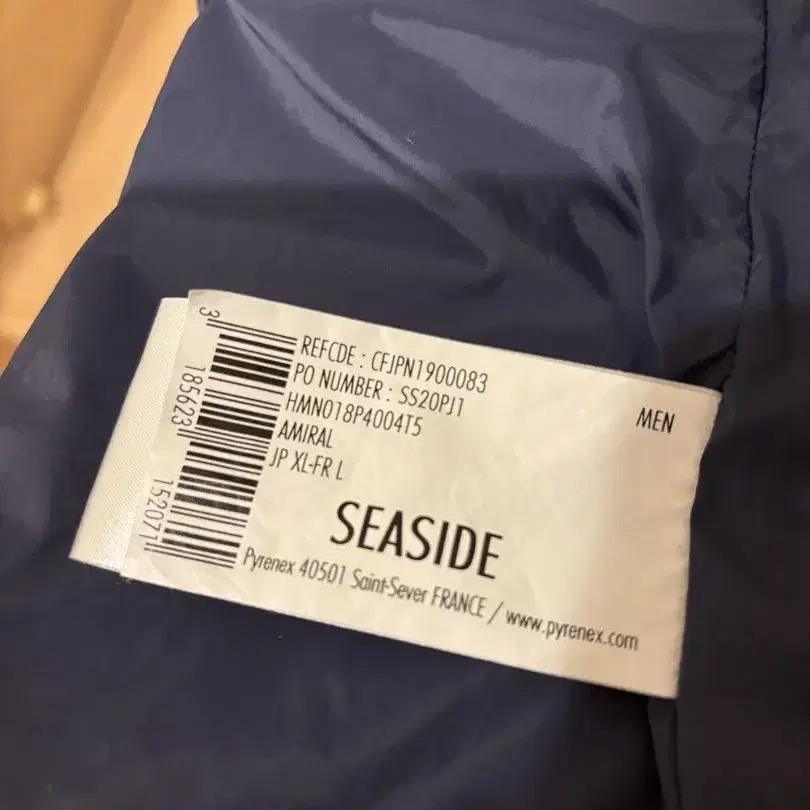 3 185623 152071
REFCDE : CFJPN1900083
PO NUMBER : SS20PJ1
HMN018P4004T5
AMIRAL
JP XL-FR L
MEN
SEASIDE
Pyrenex 40501 Saint-Sever FRANCE / www.pyrenex.com